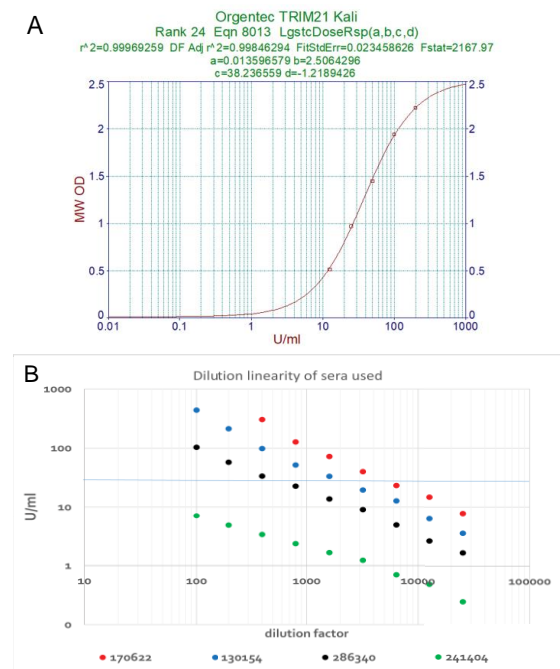 A
Orgentec TRIM21 Kali
Rank 24 Eqn 8013 LgstcDoseRsp(a,b,c,d)
r^2=0.99969259 DF Adj r^2=0.99846294 FitStdErr=0.023458626 Fstat=2167.97
a=0.013596579 b=2.5064296
c=38.236559 d=-1.2189426
2.5
2
1.5
1
0.5
0
MW OD
2.5
2
1.5
1
0.5
0
0.01 0.1 1 10 100 1000
U/ml
B
Dilution linearity of sera used
1000
100
10
1
0
U/ml
10 100 1000 10000 100000
dilution factor
170622 130154 286340 241404